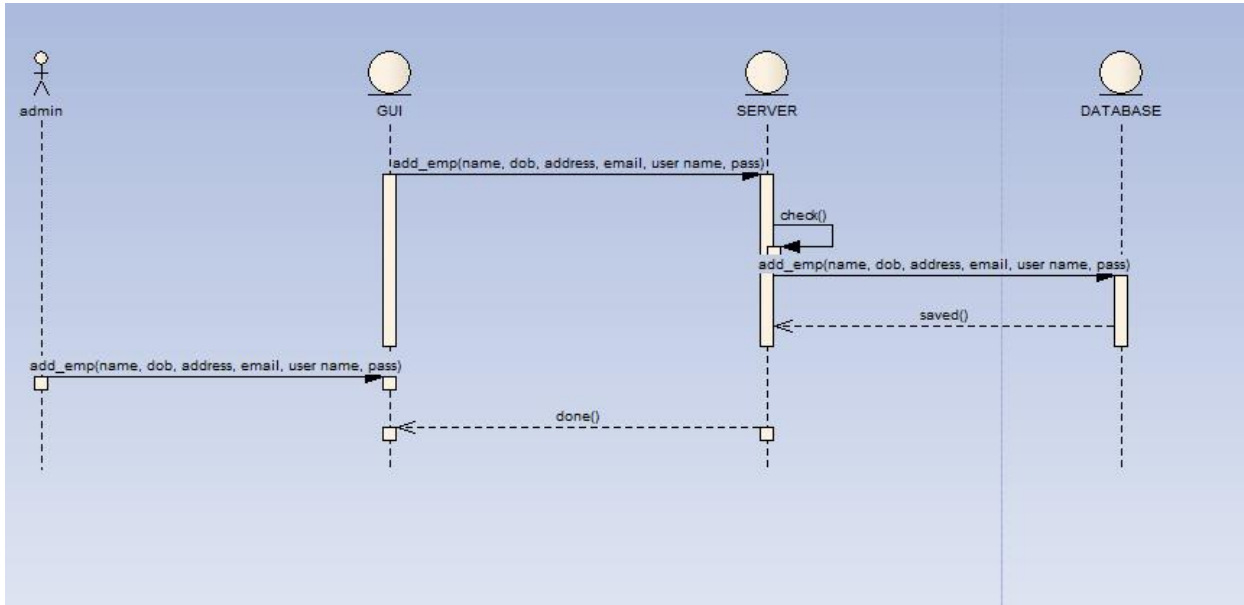 admin
GUI
SERVER
DATABASE
add_emp(name, dob, address, email, user name, pass)
check()
add_emp(name, dob, address, email, user name, pass)
saved()
add_emp(name, dob, address, email, user name, pass)
done()